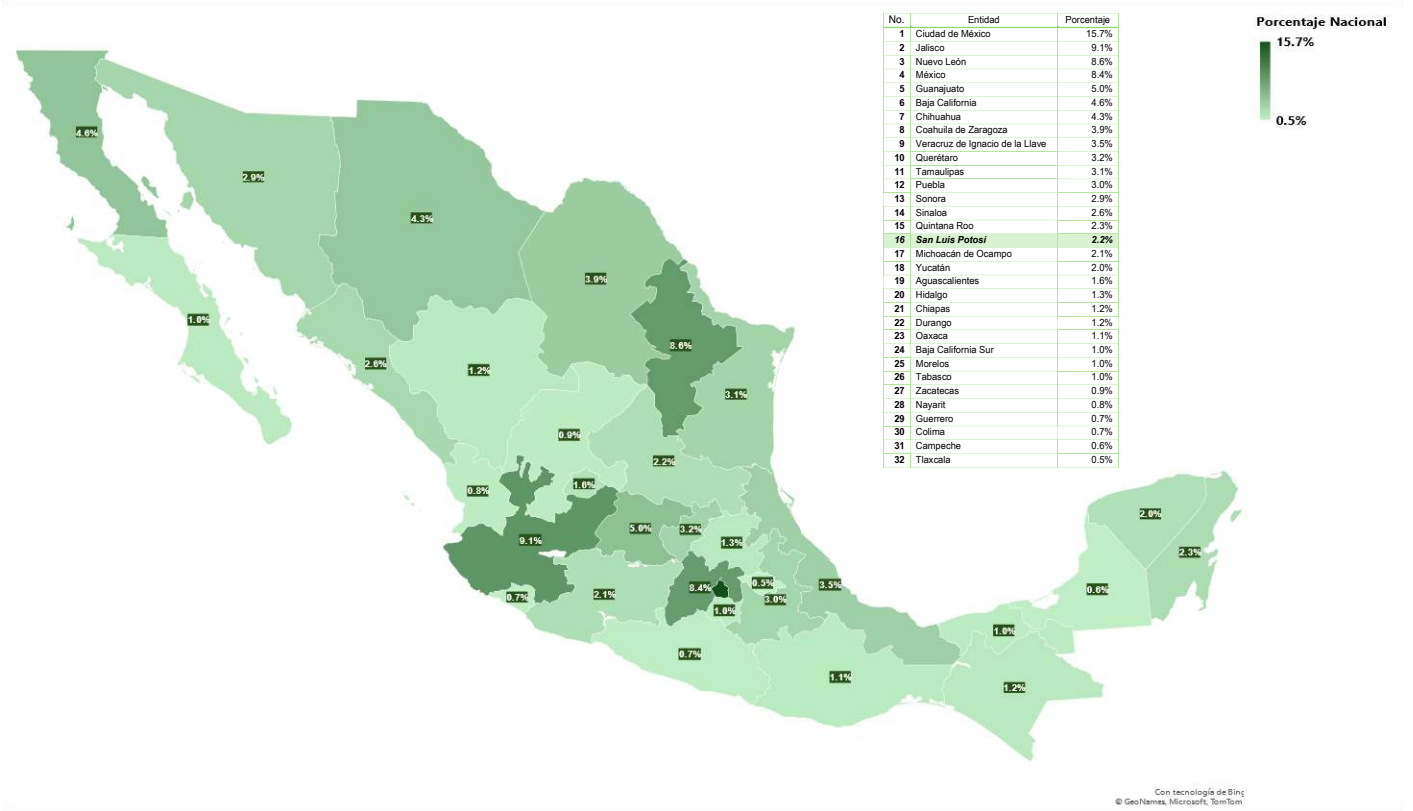 No. Entidad Porcentaje
1 Ciudad de México 15.7%
2 Jalisco 9.1%
3 Nuevo León 8.6%
4 México 8.4%
5 Guanajuato 5.0%
6 Baja California 4.6%
7 Chihuahua 4.3%
8 Coahuila de Zaragoza 3.9%
9 Veracruz de Ignacio de la Llave 3.5%
10 Querétaro 3.2%
11 Tamaulipas 3.1%
12 Puebla 3.0%
13 Sonora 2.9%
14 Sinaloa 2.6%
15 Quintana Roo 2.3%
16 San Luis Potosí 2.2%
17 Michoacán de Ocampo 2.1%
18 Yucatán 2.0%
19 Aguascalientes 1.6%
20 Hidalgo 1.3%
21 Chiapas 1.2%
22 Durango 1.2%
23 Oaxaca 1.1%
24 Baja California Sur 1.0%
25 Morelos 1.0%
26 Tabasco 1.0%
27 Zacatecas 0.9%
28 Nayarit 0.8%
29 Guerrero 0.7%
30 Colima 0.7%
31 Campeche 0.6%
32 Tlaxcala 0.5%
Porcentaje Nacional
15.7%
0.5%
4.6%
2.9%
4.3%
3.9%
1.0%
8.6%
2.6%
1.2%
3.1%
0.9%
2.2%
1.6%
0.8%
2.0%
5.0%
3.2%
9.1%
1.3%
2.3%
0.5%
3.5%
8.4%
0.6%
2.1%
0.7%
3.0%
1.0%
1.0%
0.7%
1.1%
1.2%
Con tecnología de Bing
© GeoNames, Microsoft, TomTom